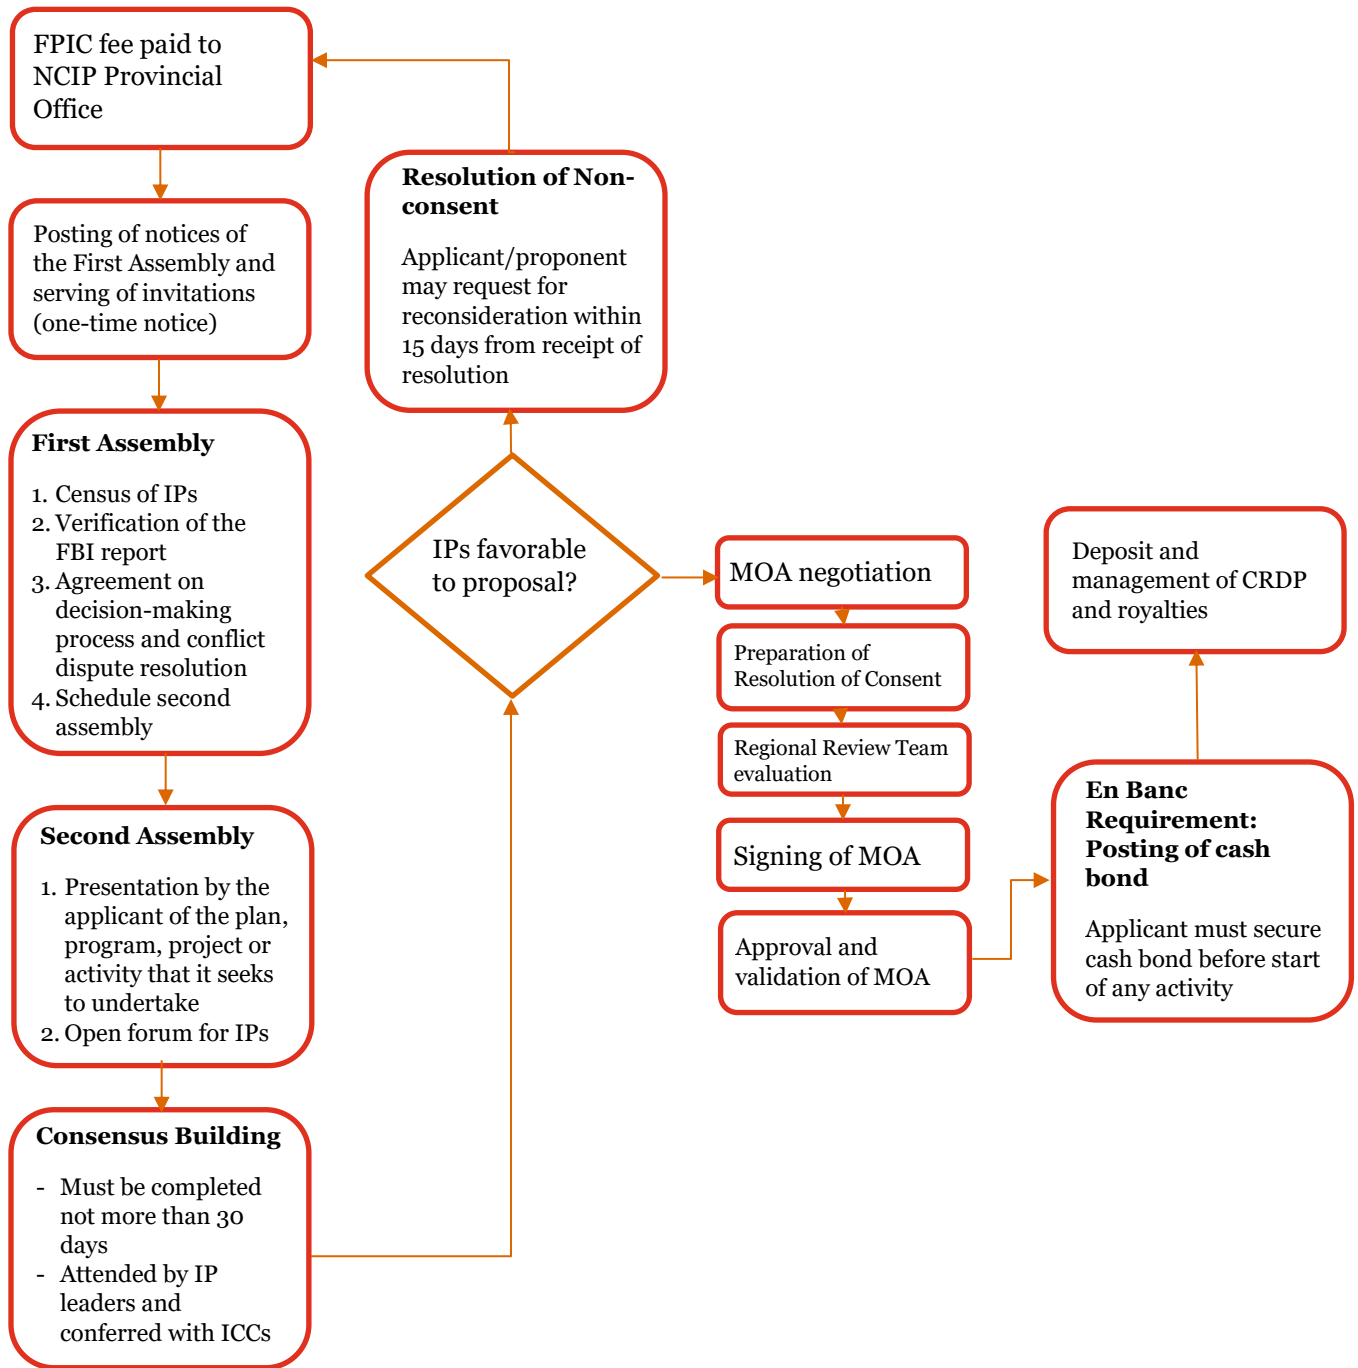 FPIC fee paid to
NCIP Provincial
Office
Posting of notices of
the First Assembly and
serving of invitations
(one-time notice)
First Assembly
1. Census of IPs
2. Verification of the
FBI report
3. Agreement on
decision-making
process and conflict
dispute resolution
4. Schedule second
assembly
Second Assembly
1. Presentation by the
applicant of the plan,
program, project or
activity that it seeks
to undertake
2. Open forum for IPs
Consensus Building
- Must be completed
not more than 30
days
- Attended by IP
leaders and
conferred with ICCs
Resolution of Non-
consent
Applicant/proponent
may request for
reconsideration within
15 days from receipt of
resolution
IPs favorable
to proposal?
MOA negotiation
Preparation of
Resolution of Consent
Regional Review Team
evaluation
Signing of MOA
Approval and
validation of MOA
En Banc
Requirement:
Posting of cash
bond
Applicant must secure
cash bond before start
of any activity
Deposit and
management of CRDP
and royalties